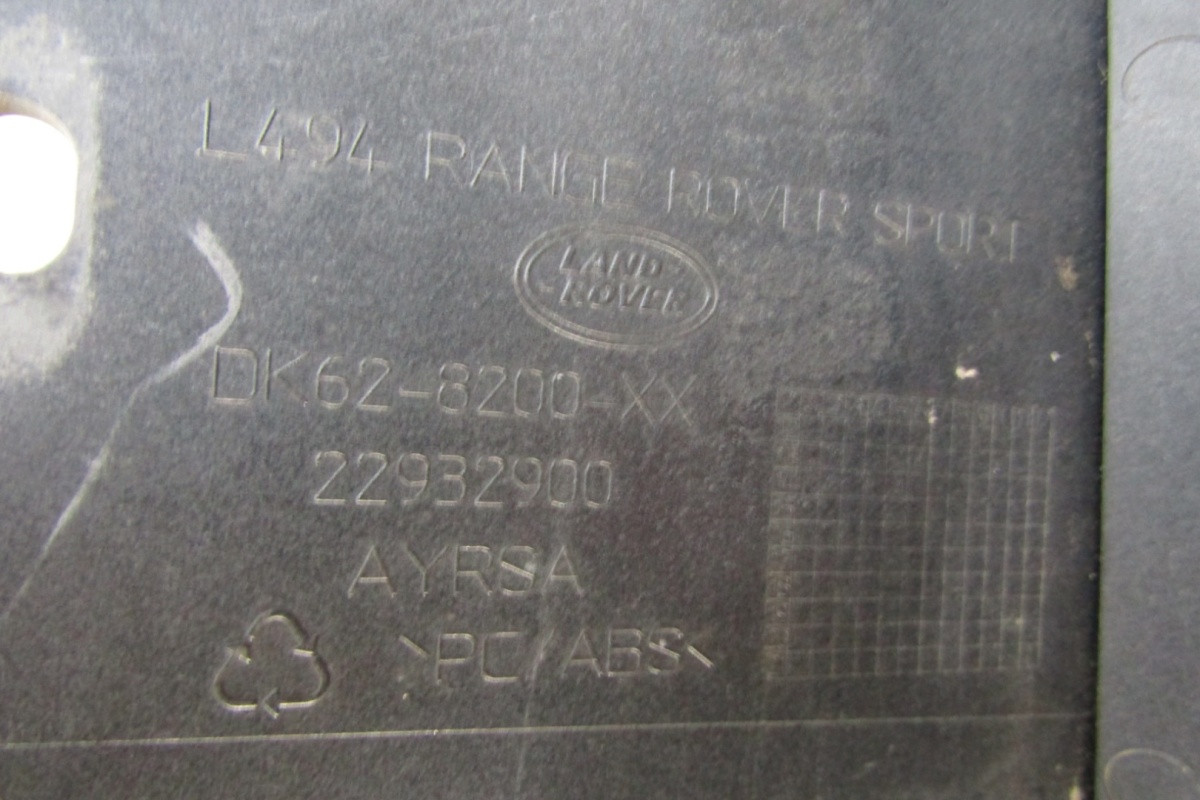 L494 RANGE ROVER SPORT
LAND-
-ROVER
DK62-8200-XX
22932900
AYRSA
>PC/ABS<